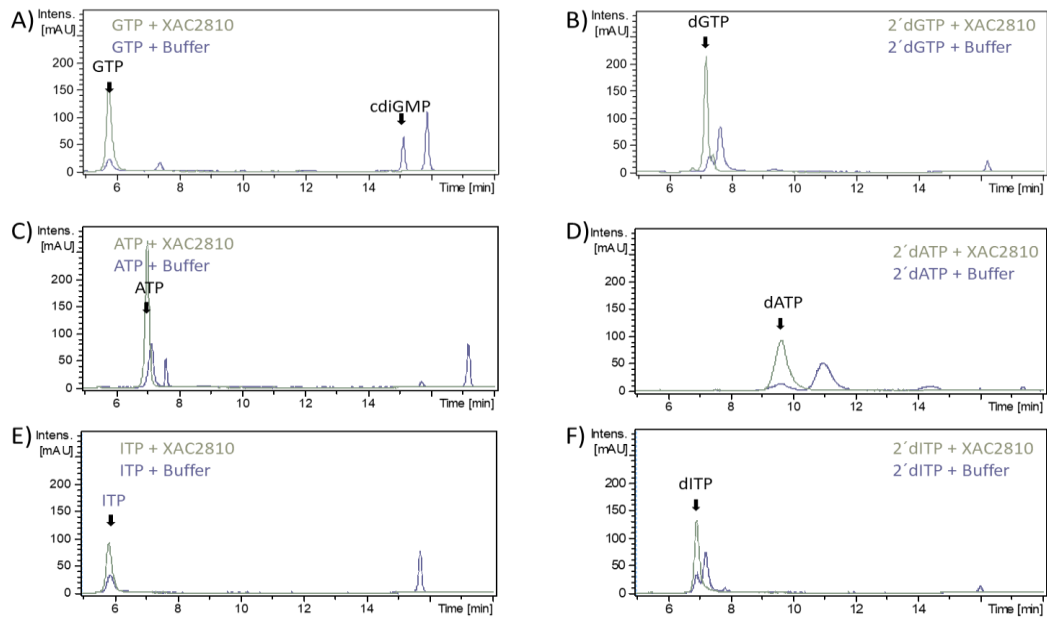 A)
Intens.
[mAU]
GTP + XAC2810
GTP + Buffer
GTP
cdiGMP
200
150
100
50
0
6 8 10 12 14 Time [min]
B)
Intens.
[mAU]
2´dGTP + XAC2810
2´dGTP + Buffer
dGTP
200
150
100
50
0
6 8 10 12 14 Time [min]
C)
Intens.
[mAU]
ATP + XAC2810
ATP + Buffer
ATP
200
150
100
50
0
6 8 10 12 14 Time [min]
D)
Intens.
[mAU]
2´dATP + XAC2810
2´dATP + Buffer
dATP
200
150
100
50
0
6 8 10 12 14 Time [min]
E)
Intens.
[mAU]
ITP + XAC2810
ITP + Buffer
ITP
200
150
100
50
0
6 8 10 12 14 Time [min]
F)
Intens.
[mAU]
2´dITP + XAC2810
2´dITP + Buffer
dITP
200
150
100
50
0
6 8 10 12 14 Time [min]